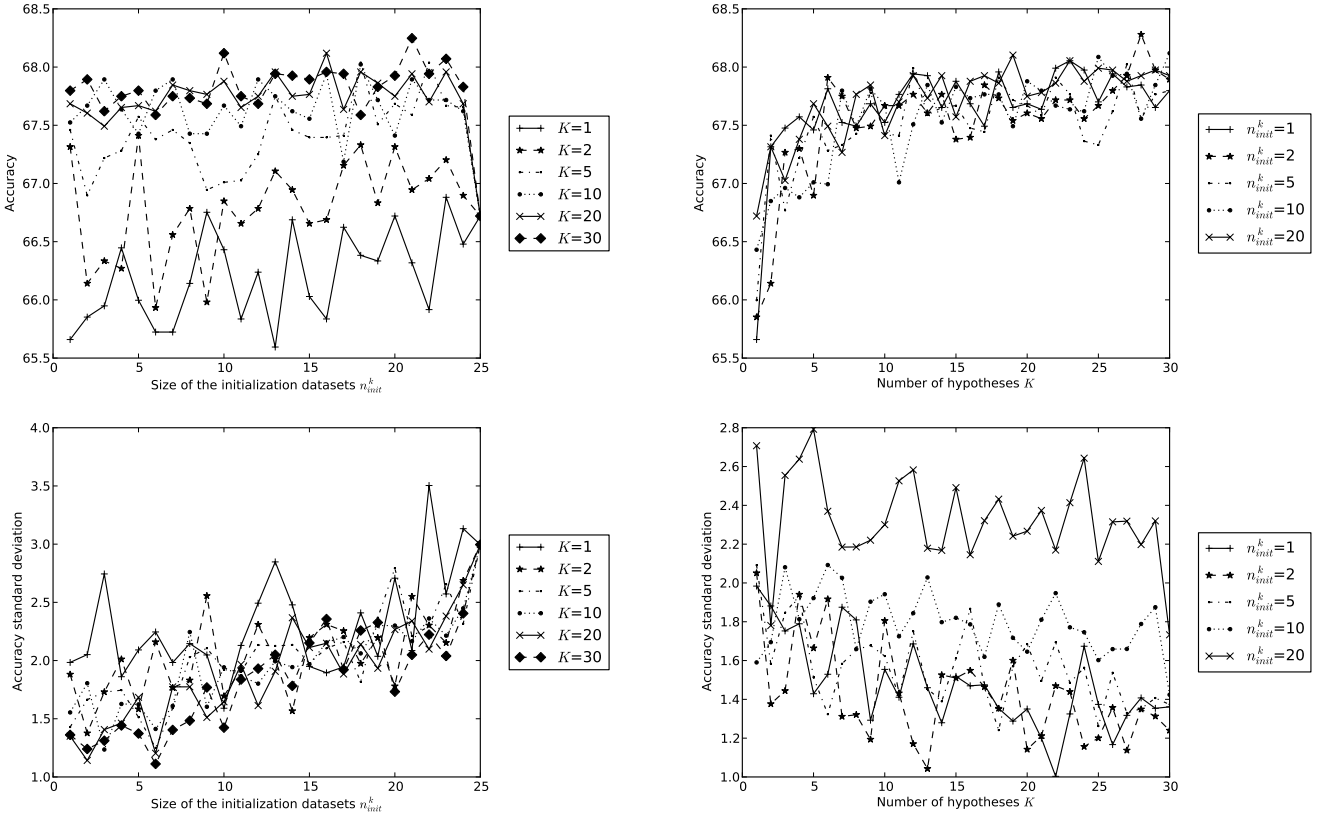 68.5
68.0
67.5
67.0
66.5
66.0
65.5
Accuracy
0 5 10 15 20 25
Size of the initialization datasets n^k_init
K=1
K=2
K=5
K=10
K=20
K=30
68.5
68.0
67.5
67.0
66.5
66.0
65.5
Accuracy
0 5 10 15 20 25 30
Number of hypotheses K
n^k_init=1
n^k_init=2
n^k_init=5
n^k_init=10
n^k_init=20
4.0
3.5
3.0
2.5
2.0
1.5
1.0
Accuracy standard deviation
0 5 10 15 20 25
Size of the initialization datasets n^k_init
K=1
K=2
K=5
K=10
K=20
K=30
2.8
2.6
2.4
2.2
2.0
1.8
1.6
1.4
1.2
1.0
Accuracy standard deviation
0 5 10 15 20 25 30
Number of hypotheses K
n^k_init=1
n^k_init=2
n^k_init=5
n^k_init=10
n^k_init=20